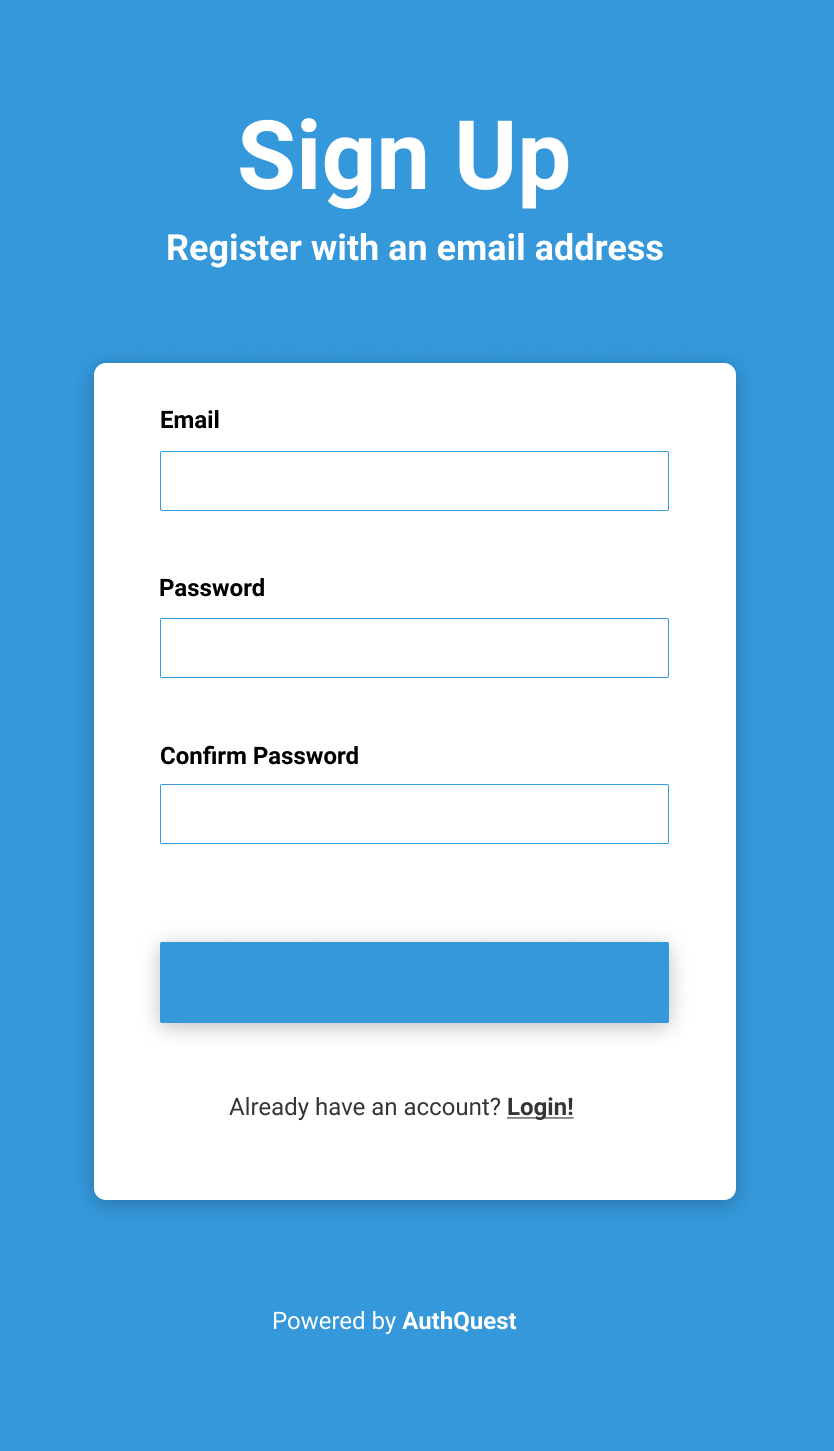 Sign Up
Register with an email address
Email
Password
Confirm Password
Already have an account? Login!
Powered by AuthQuest